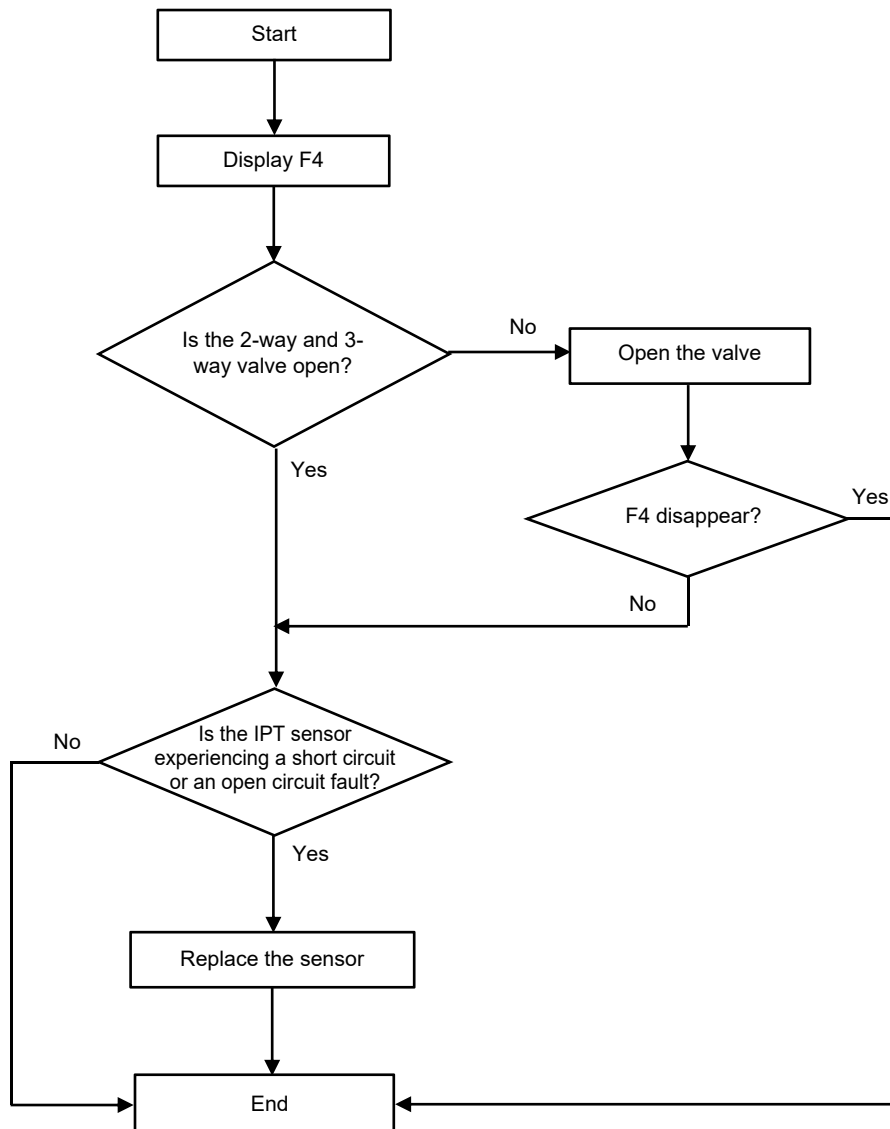 Start
Display F4
Is the 2-way and 3-
way valve open?
No
Open the valve
Yes
F4 disappear?
Yes
No
Is the IPT sensor
experiencing a short circuit
or an open circuit fault?
No
Yes
Replace the sensor
End